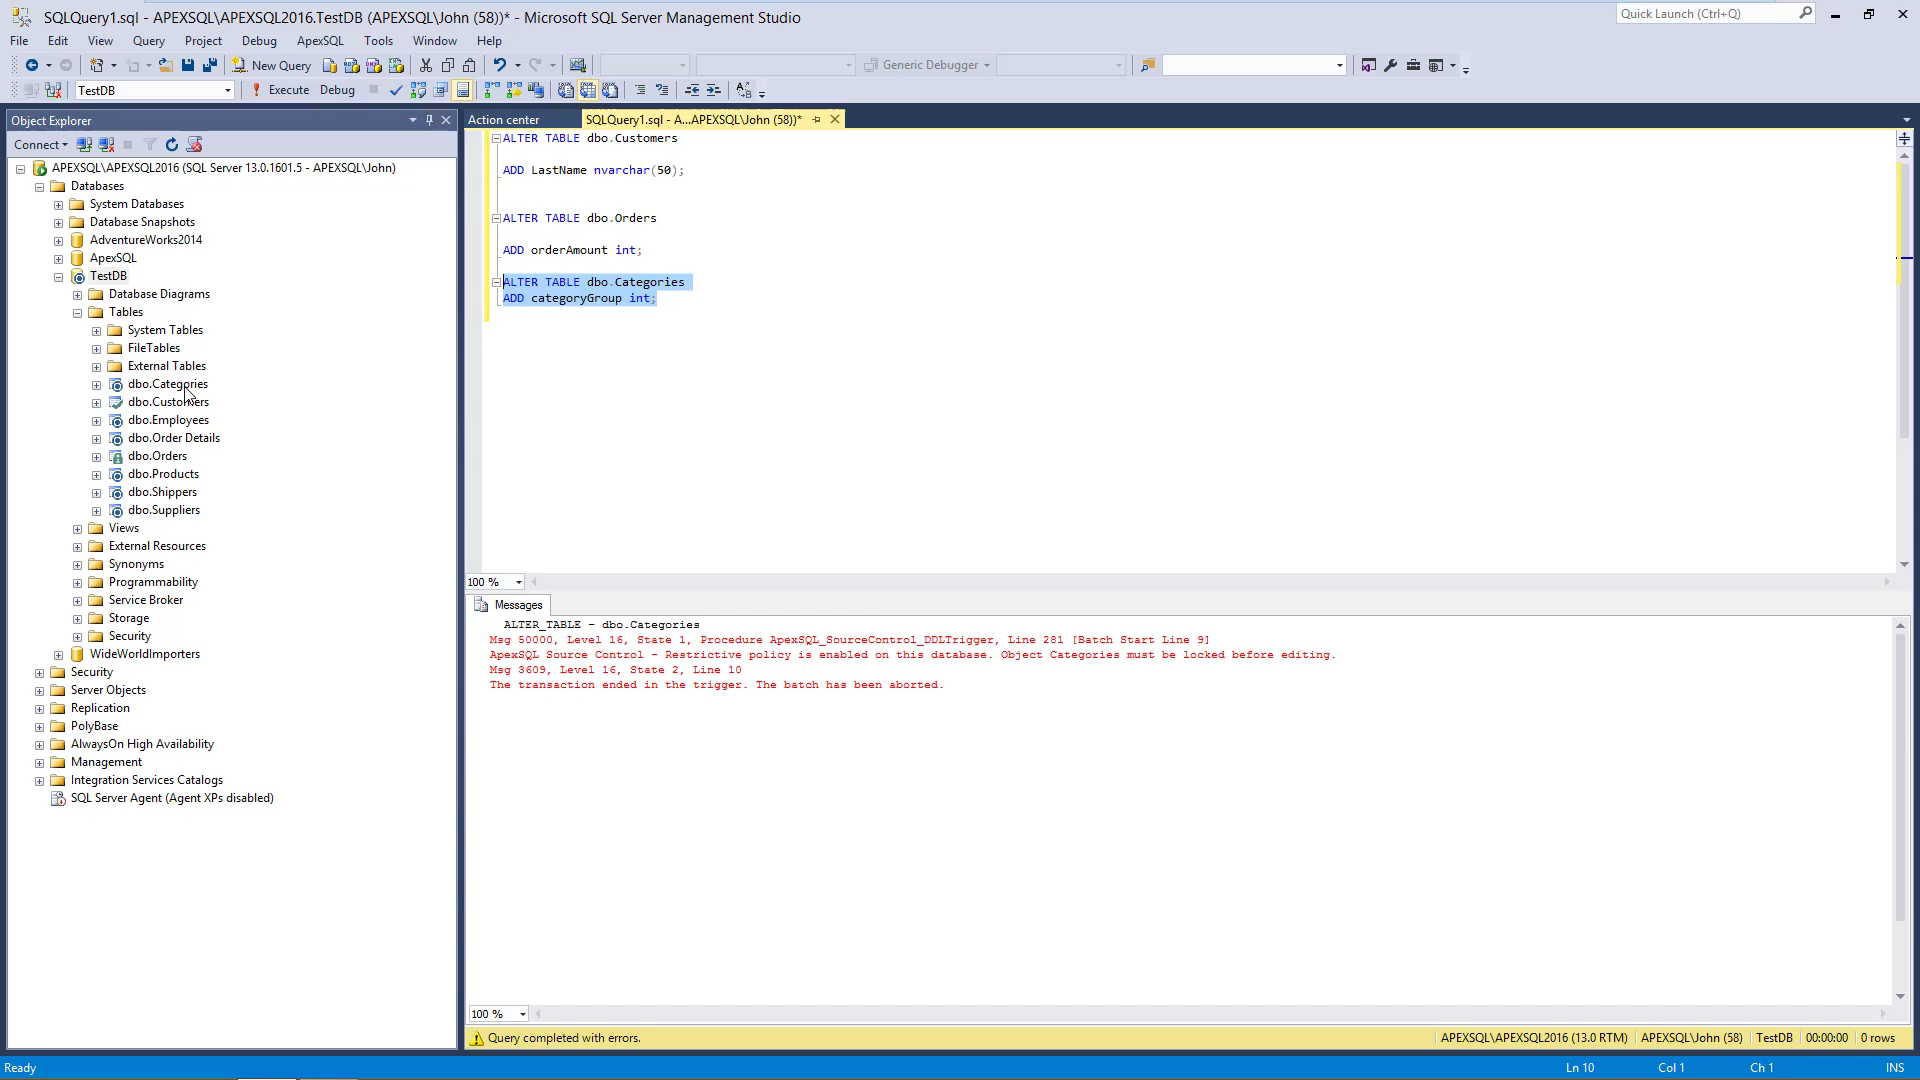 SQLQuery1.sql - APEXSQL\APEXSQL2016.TestDB (APEXSQL\John (58))* - Microsoft SQL Server Management Studio
Quick Launch (Ctrl+Q)
File Edit View Query Project Debug ApexSQL Tools Window Help
New Query
Generic Debugger
TestDB
Execute Debug
Object Explorer
Connect
APEXSQL\APEXSQL2016 (SQL Server 13.0.1601.5 - APEXSQL\John)
Databases
System Databases
Database Snapshots
AdventureWorks2014
ApexSQL
TestDB
Database Diagrams
Tables
System Tables
FileTables
External Tables
dbo.Categories
dbo.Customers
dbo.Employees
dbo.Order Details
dbo.Orders
dbo.Products
dbo.Shippers
dbo.Suppliers
Views
External Resources
Synonyms
Programmability
Service Broker
Storage
Security
WideWorldImporters
Security
Server Objects
Replication
PolyBase
AlwaysOn High Availability
Management
Integration Services Catalogs
SQL Server Agent (Agent XPs disabled)
Action center
SQLQuery1.sql - A...APEXSQL\John (58))*
ALTER TABLE dbo.Customers
ADD LastName nvarchar(50);
ALTER TABLE dbo.Orders
ADD orderAmount int;
ALTER TABLE dbo.Categories
ADD categoryGroup int;
100 %
Messages
ALTER_TABLE - dbo.Categories
Msg 50000, Level 16, State 1, Procedure ApexSQL_SourceControl_DDLTrigger, Line 281 [Batch Start Line 9]
ApexSQL Source Control - Restrictive policy is enabled on this database. Object Categories must be locked before editing.
Msg 3609, Level 16, State 2, Line 10
The transaction ended in the trigger. The batch has been aborted.
100 %
Query completed with errors.
APEXSQL\APEXSQL2016 (13.0 RTM) APEXSQL\John (58) TestDB 00:00:00 0 rows
Ready
Ln 10 Col 1 Ch 1 INS